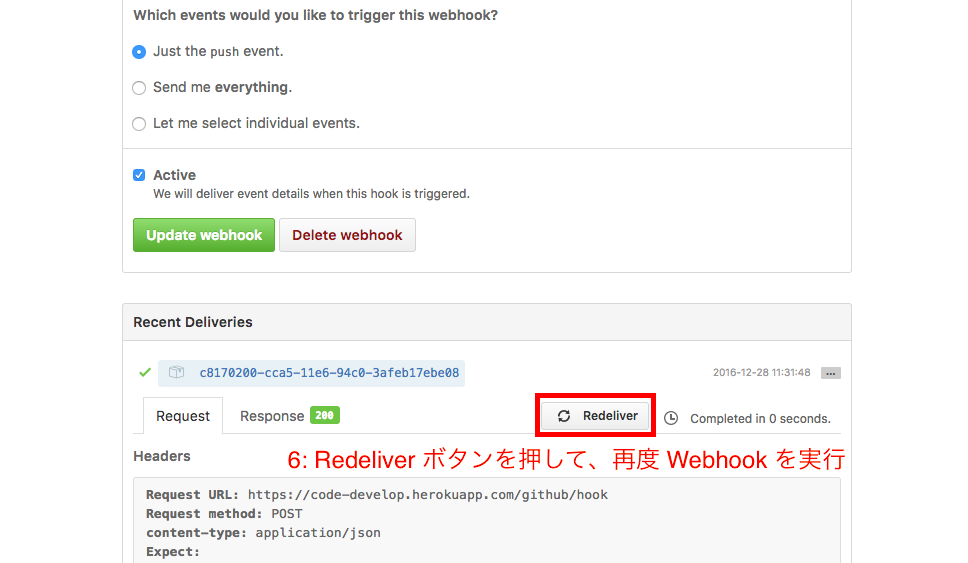 Which events would you like to trigger this webhook?
Just the push event.
Send me everything.
Let me select individual events.
Active
We will deliver event details when this hook is triggered.
Update webhook Delete webhook
Recent Deliveries
c8170200-cca5-11e6-94c0-3afeb17ebe08 2016-12-28 11:31:48 ...
Request Response 200 Redeliver Completed in 0 seconds.
Headers 6: Redeliver ボタンを押して、再度 Webhook を実行
Request URL: https://code-develop.herokuapp.com/github/hook
Request method: POST
content-type: application/json
Expect: